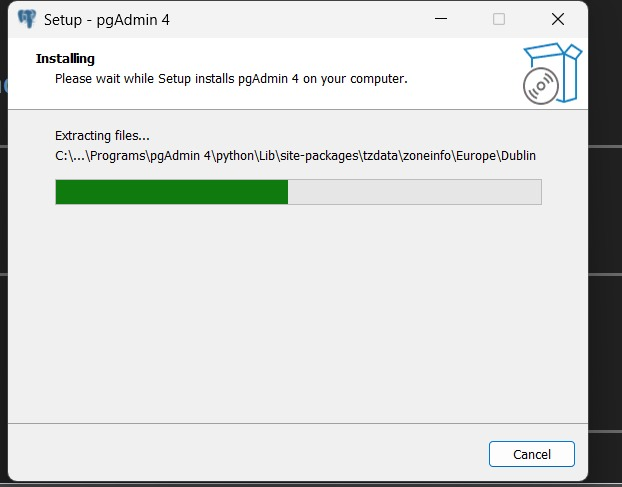 Setup - pgAdmin 4
Installing
Please wait while Setup installs pgAdmin 4 on your computer.
Extracting files...
C:\...\Programs\pgAdmin 4\python\Lib\site-packages\tzdata\zoneinfo\Europe\Dublin
Cancel